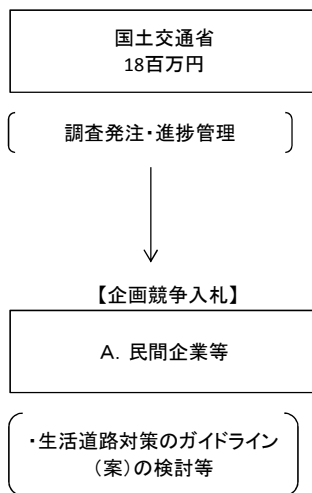 国土交通省
18百万円
調査発注・進捗管理
【企画競争入札】
A. 民間企業等
・生活道路対策のガイドライン
（案）の検討等